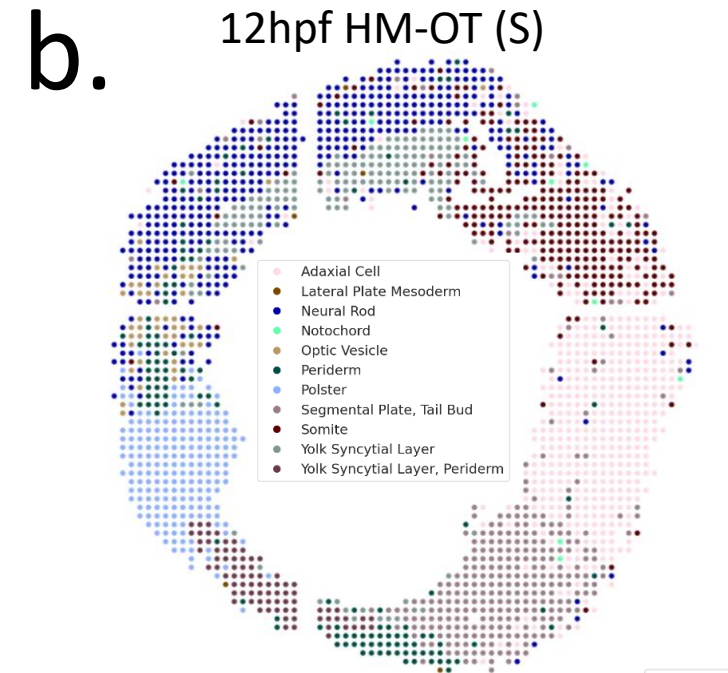 b.
12hpf HM-OT (S)
Adaxial Cell
Lateral Plate Mesoderm
Neural Rod
Notochord
Optic Vesicle
Periderm
Polster
Segmental Plate, Tail Bud
Somite
Yolk Syncytial Layer
Yolk Syncytial Layer, Periderm